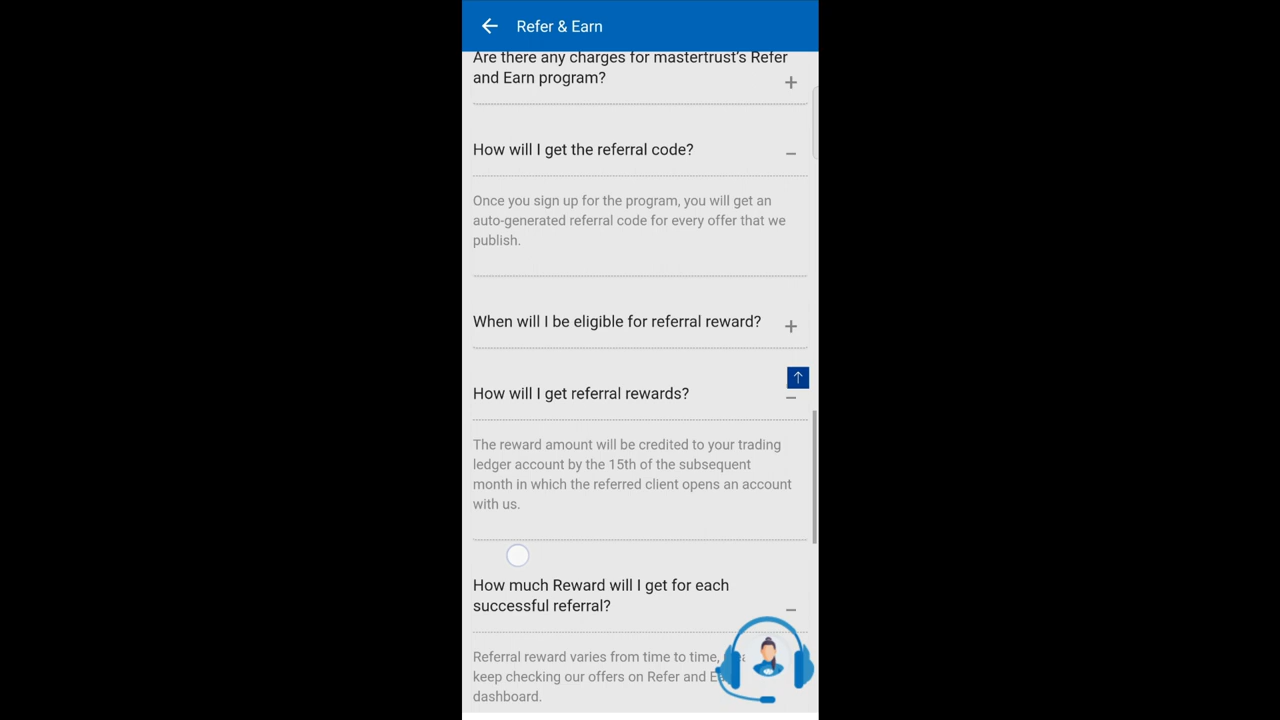 Refer & Earn
Are there any charges for mastertrust's Refer
and Earn program?
How will I get the referral code?
Once you sign up for the program, you will get an
auto-generated referral code for every offer that we
publish.
When will I be eligible for referral reward?
How will I get referral rewards?
The reward amount will be credited to your trading
ledger account by the 15th of the subsequent
month in which the referred client opens an account
with us.
How much Reward will I get for each
successful referral?
Referral reward varies from time to time,
keep checking our offers on Refer and
dashboard.